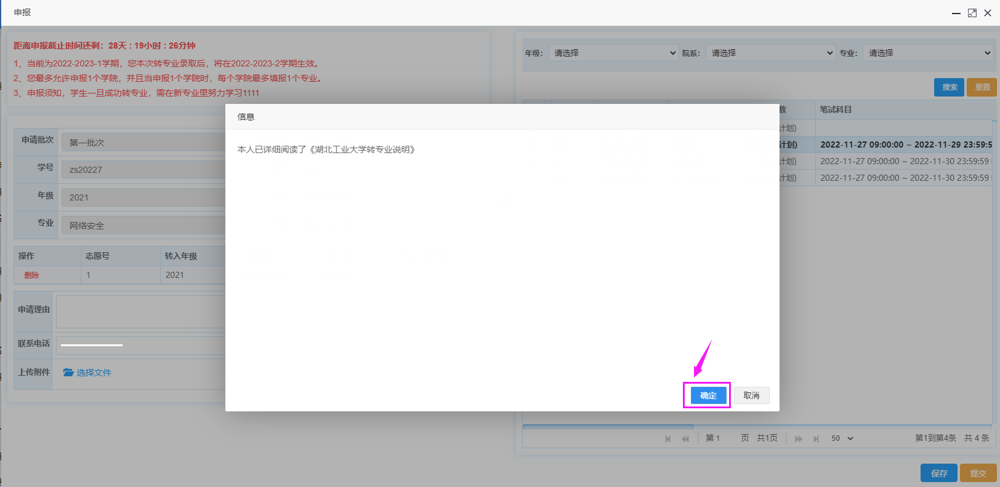 申报
距离申报截止时间还剩：28天：19小时：26分钟
1、当前为2022-2023-1学期，您本次转专业录取后，将在2022-2023-2学期生效。
2、您最多允许申报1个学院，并且当申报1个学院时，每个学院最多填报1个专业。
3、申报须知，学生一旦成功转专业，需在新专业里努力学习1111
年级： 请选择 院系： 请选择 专业： 请选择
搜索 重置
数 笔试科目
计划)
计划) 2022-11-27 09:00:00 ~ 2022-11-29 23:59:5
计划) 2022-11-27 09:00:00 ~ 2022-11-30 23:59:59
计划) 2022-11-27 09:00:00 ~ 2022-11-30 23:59:59
申请批次 第一批次
学号 zs20227
年级 2021
专业 网络安全
操作 志愿号 转入年级
删除 1 2021
申请理由
联系电话
上传附件 选择文件
信息
本人已详细阅读了《湖北工业大学转专业说明》
确定 取消
第 1 页 共1页 50 第1到第4条 共 4 条
保存 提交